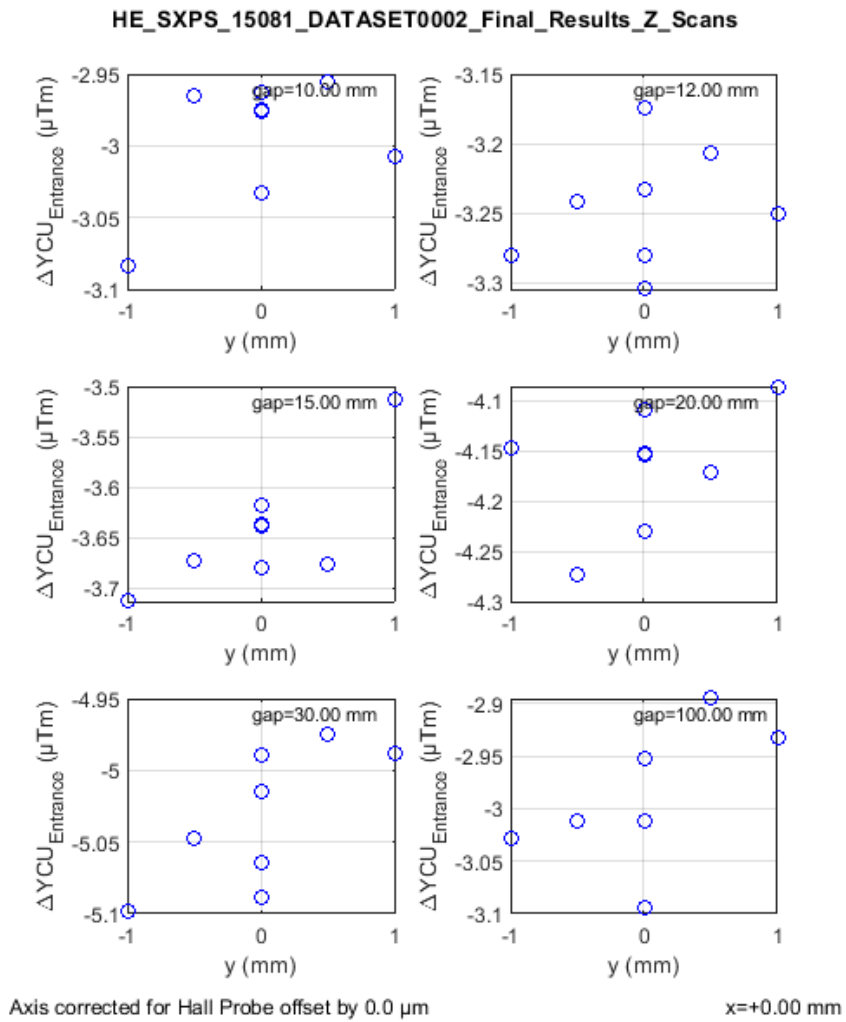 HE_SXPS_15081_DATASET0002_Final_Results_Z_Scans
-2.95
-3
-3.05
-3.1
ΔYCU_Entrance (µTm)
gap=10.00 mm
-1 0 1
y (mm)
-3.15
-3.2
-3.25
-3.3
ΔYCU_Entrance (µTm)
gap=12.00 mm
-1 0 1
y (mm)
-3.5
-3.55
-3.6
-3.65
-3.7
ΔYCU_Entrance (µTm)
gap=15.00 mm
-1 0 1
y (mm)
-4.1
-4.15
-4.2
-4.25
-4.3
ΔYCU_Entrance (µTm)
gap=20.00 mm
-1 0 1
y (mm)
-4.95
-5
-5.05
-5.1
ΔYCU_Entrance (µTm)
gap=30.00 mm
-1 0 1
y (mm)
-2.9
-2.95
-3
-3.05
-3.1
ΔYCU_Entrance (µTm)
gap=100.00 mm
-1 0 1
y (mm)
Axis corrected for Hall Probe offset by 0.0 µm
x=+0.00 mm